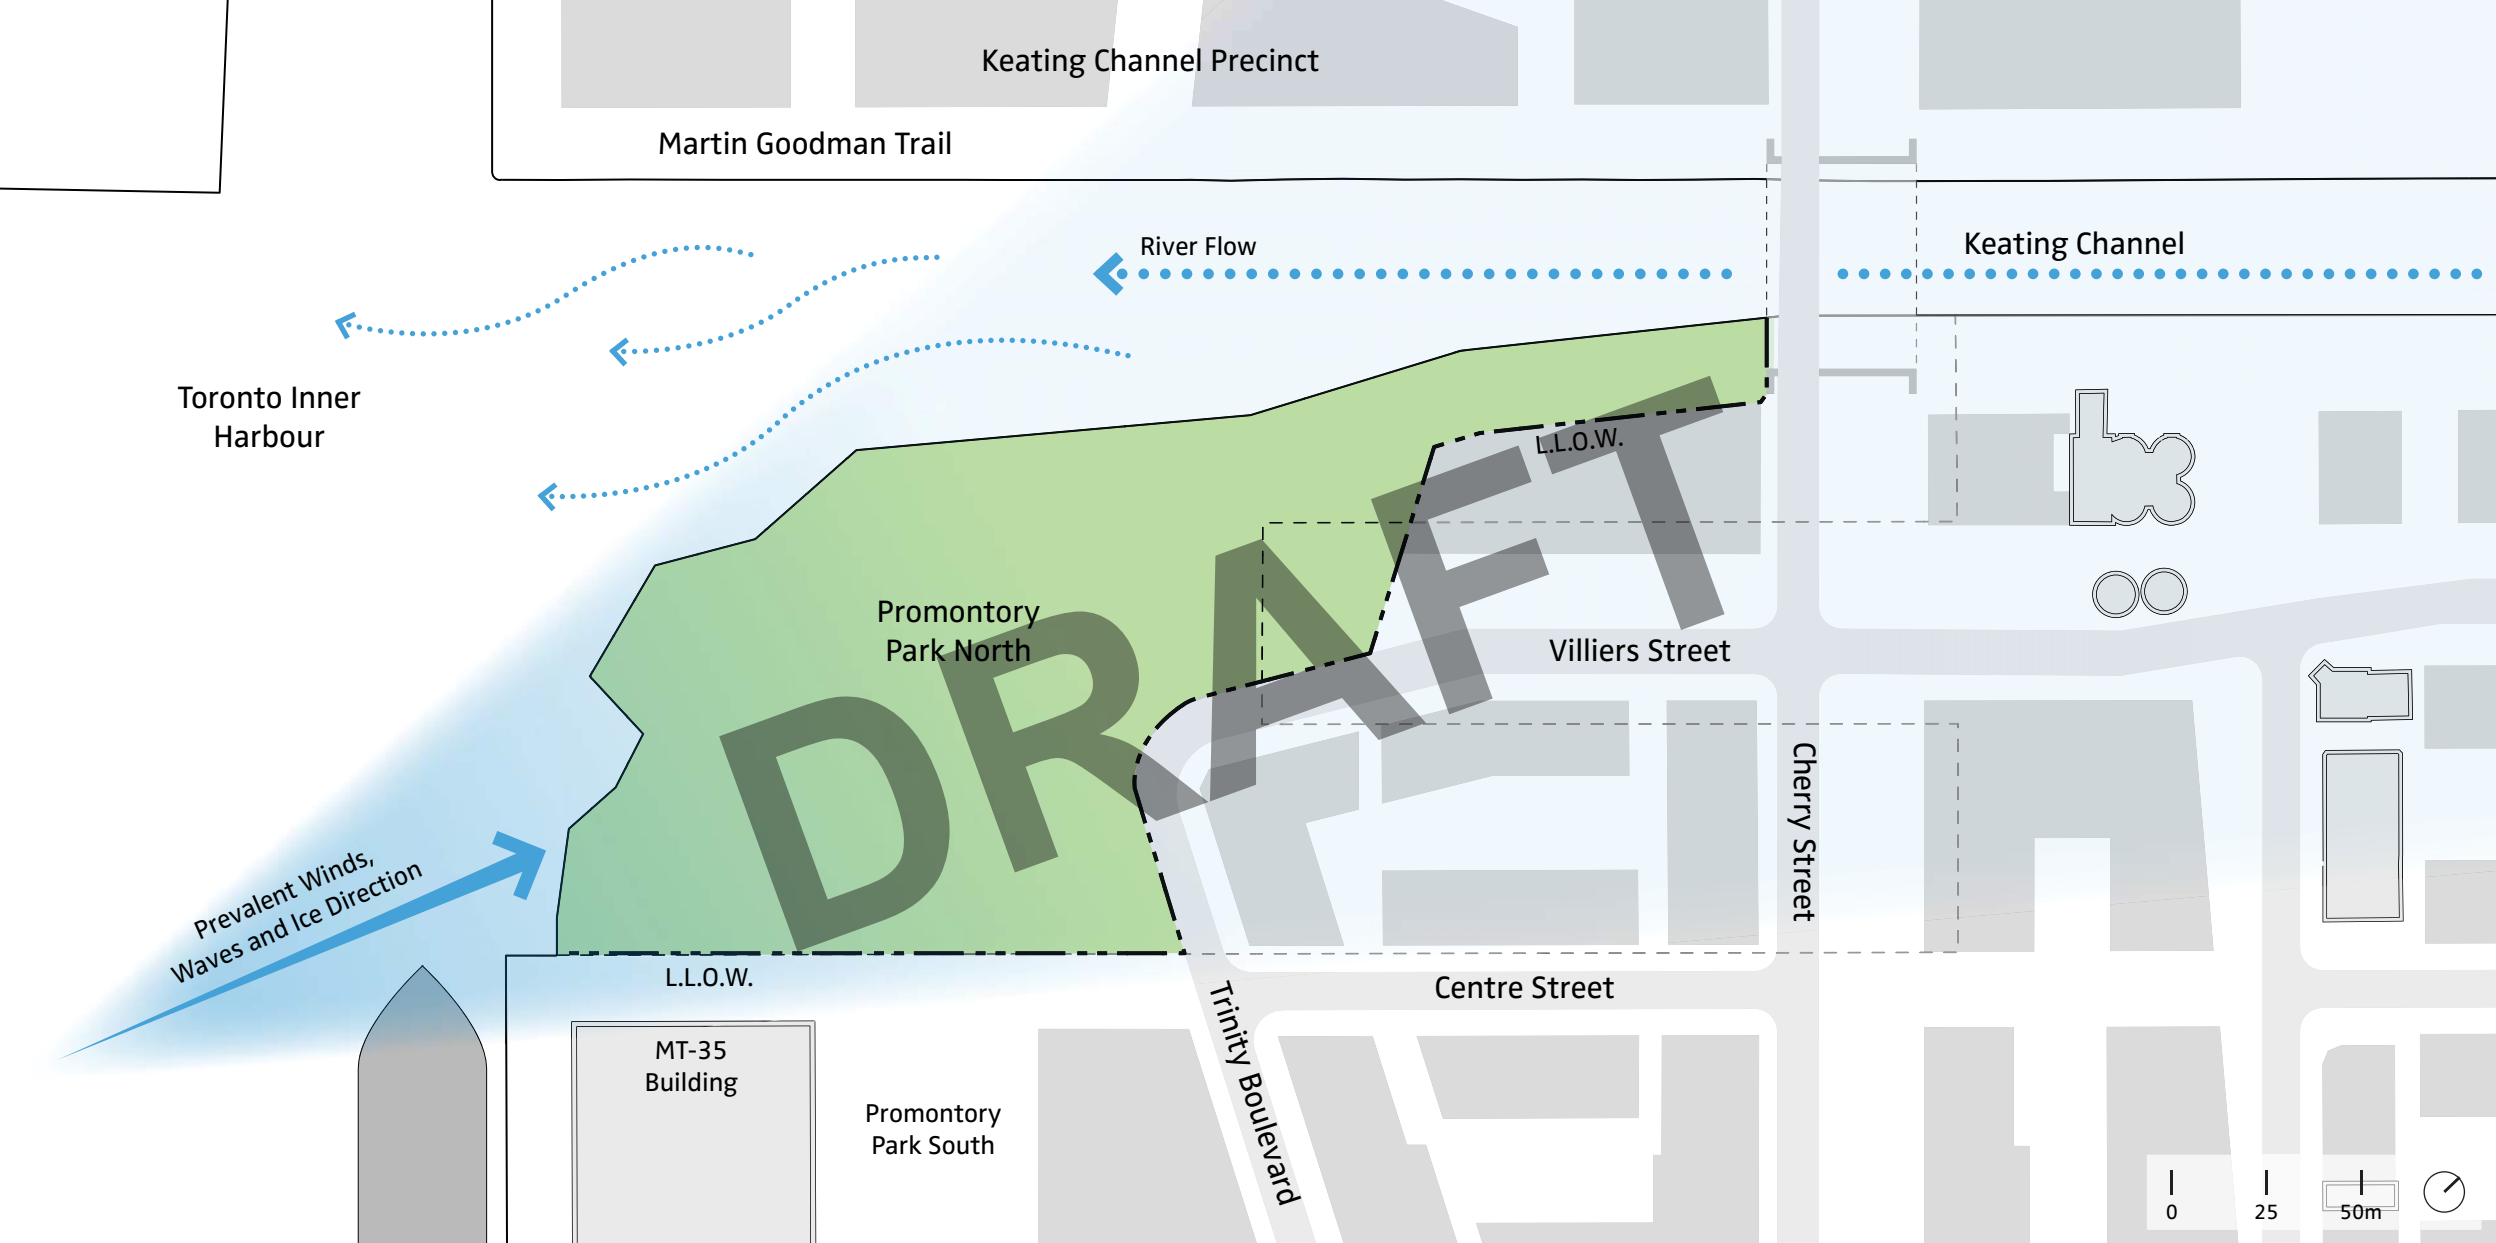 Keating Channel Precinct
Martin Goodman Trail
River Flow
Keating Channel
Toronto Inner
Harbour
L.L.O.W.
DRAFT
Promontory
Park North
Villiers Street
Cherry Street
Prevalent Winds,
Waves and Ice Direction
L.L.O.W.
Centre Street
Trinity Boulevard
MT-35
Building
Promontory
Park South
0 25 50m